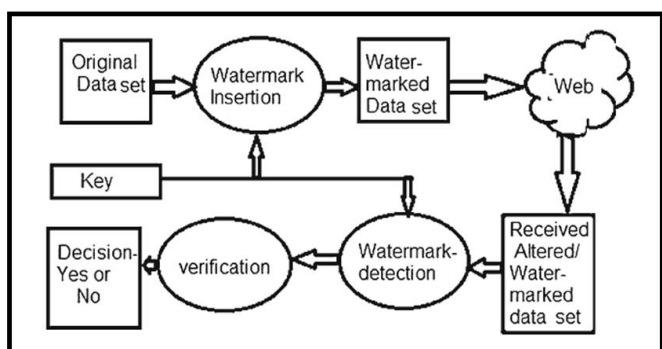 Original
Data set
Watermark
Insertion
Water-
marked
Data set
Web
Key
Decision-
Yes or
No
verification
Watermark-
detection
Received
Altered/
Water-
marked
data set